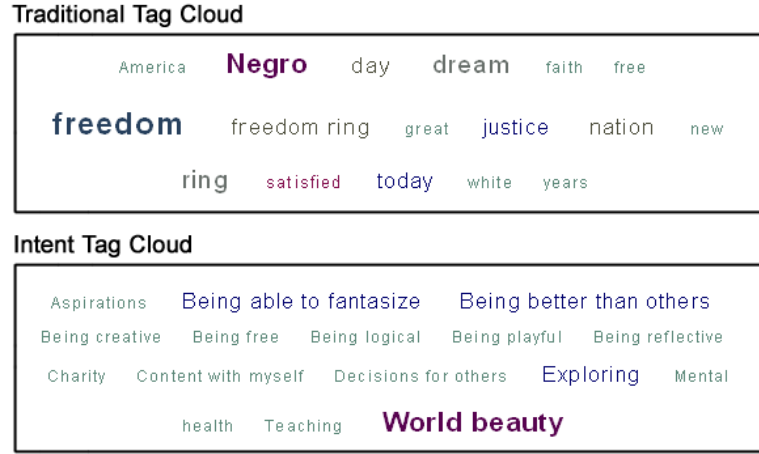 Traditional Tag Cloud
America Negro day dream faith free
freedom freedom ring great justice nation new
ring satisfied today white years
Intent Tag Cloud
Aspirations Being able to fantasize Being better than others
Being creative Being free Being logical Being playful Being reflective
Charity Content with myself Decisions for others Exploring Mental
health Teaching World beauty